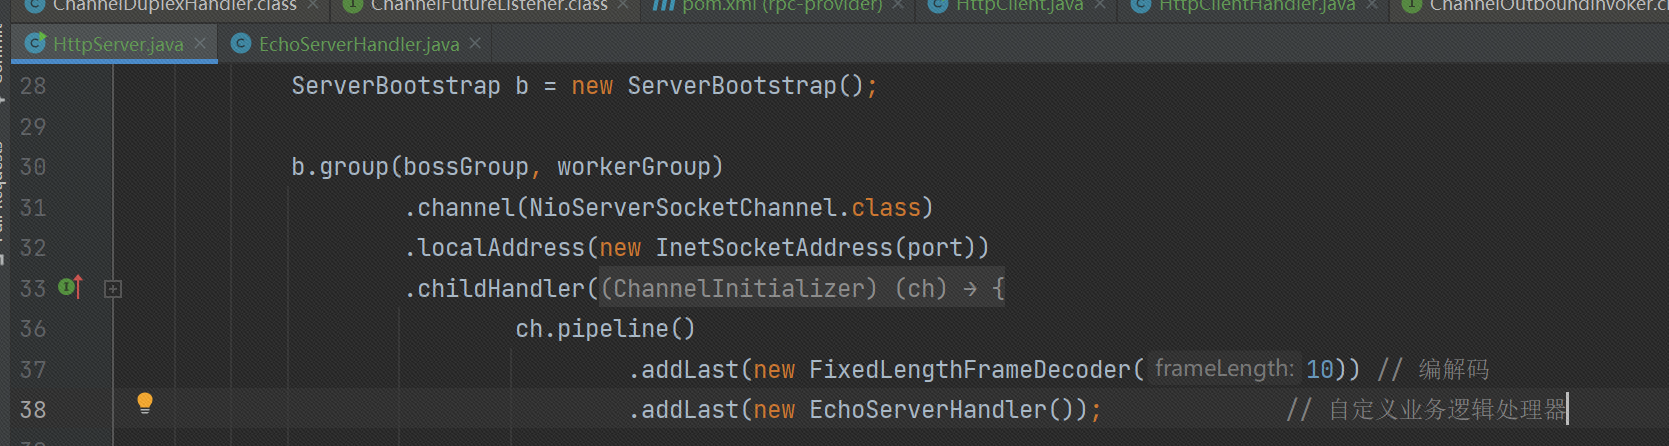 ChannelDuplexHandler.class ChannelFutureListener.class pom.xml (rpc-provider) HttpClient.java HttpClientHandler.java
HttpServer.java EchoServerHandler.java
28 ServerBootstrap b = new ServerBootstrap();
29
30 b.group(bossGroup, workerGroup)
31 .channel(NioServerSocketChannel.class)
32 .localAddress(new InetSocketAddress(port))
33 .childHandler((ChannelInitializer) (ch) → {
36 ch.pipeline()
37 .addLast(new FixedLengthFrameDecoder( frameLength: 10)) // 编解码
38 .addLast(new EchoServerHandler()); // 自定义业务逻辑处理器